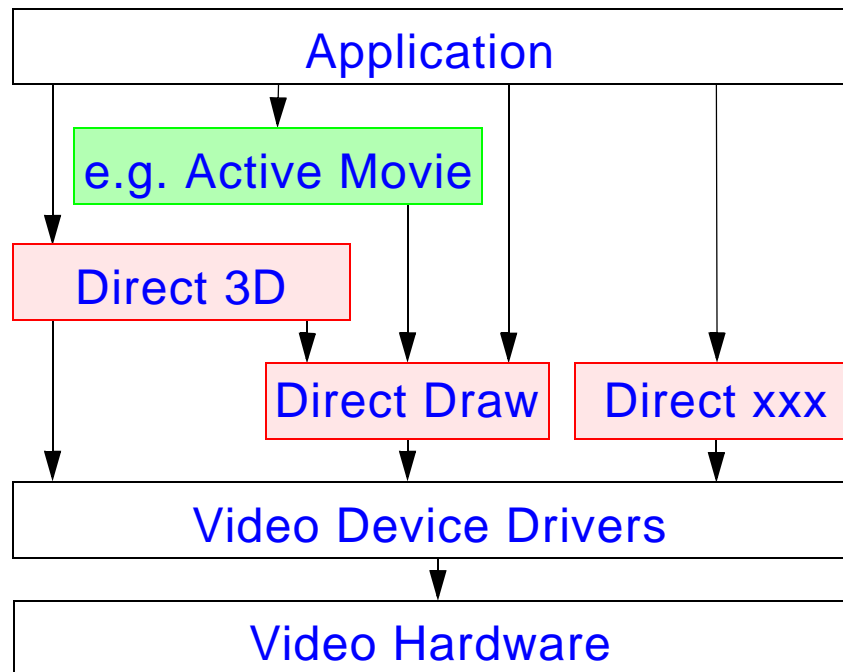 Application
e.g. Active Movie
Direct 3D
Direct Draw
Direct xxx
Video Device Drivers
Video Hardware